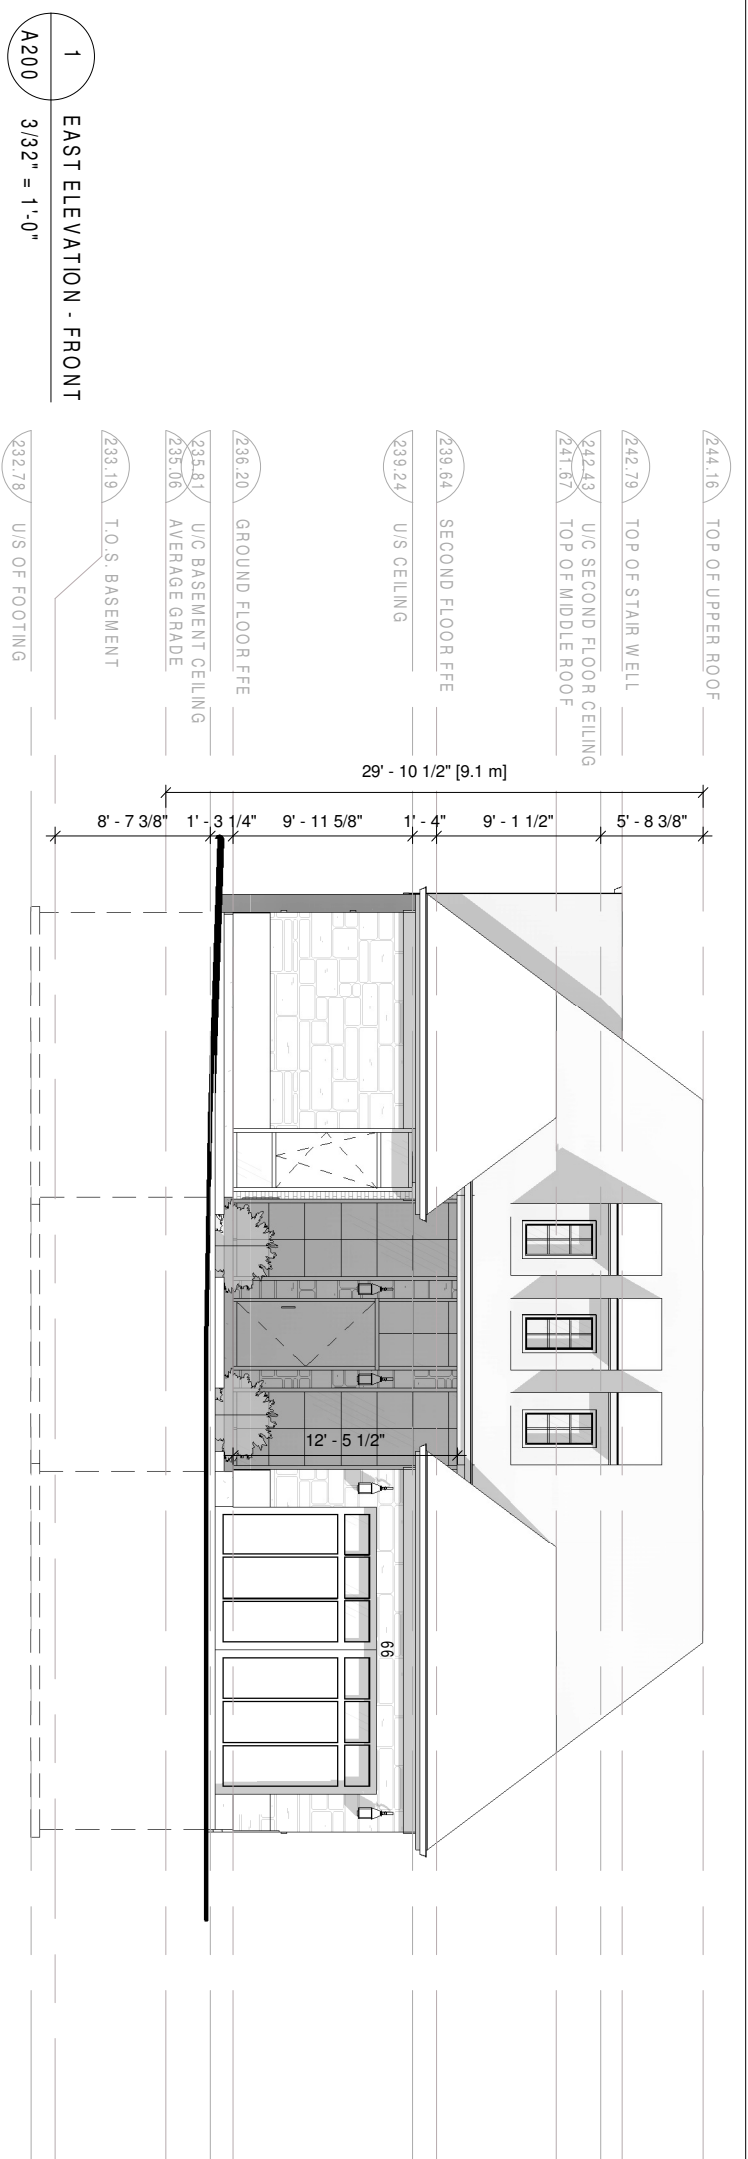 1
A200
EAST ELEVATION - FRONT
3/32" = 1'-0"
244.16 TOP OF UPPER ROOF
242.79 TOP OF STAIR WELL
242.43 U/C SECOND FLOOR CEILING
241.67 TOP OF MIDDLE ROOF
239.64 SECOND FLOOR FFE
239.24 U/S CEILING
236.20 GROUND FLOOR FFE
235.81 U/C BASEMENT CEILING
235.06 AVERAGE GRADE
233.19 T.O.S. BASEMENT
232.78 U/S OF FOOTING
29' - 10 1/2" [9.1 m]
8' - 7 3/8"
1' - 3 1/4"
9' - 11 5/8"
1' - 4"
9' - 1 1/2"
5' - 8 3/8"
12' - 5 1/2"
66